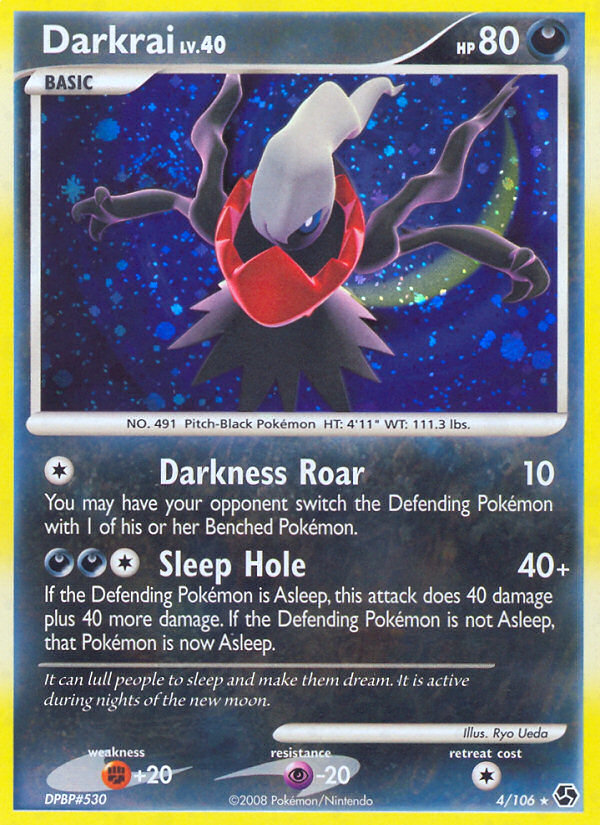 Darkrai LV.40 HP 80
BASIC
NO. 491 Pitch-Black Pokémon HT: 4'11" WT: 111.3 lbs.
Darkness Roar 10
You may have your opponent switch the Defending Pokémon
with 1 of his or her Benched Pokémon.
Sleep Hole 40+
If the Defending Pokémon is Asleep, this attack does 40 damage
plus 40 more damage. If the Defending Pokémon is not Asleep,
that Pokémon is now Asleep.
It can lull people to sleep and make them dream. It is active
during nights of the new moon.
Illus. Ryo Ueda
weakness resistance retreat cost
+20 -20
DPBP#530 ©2008 Pokémon/Nintendo 4/106 ★